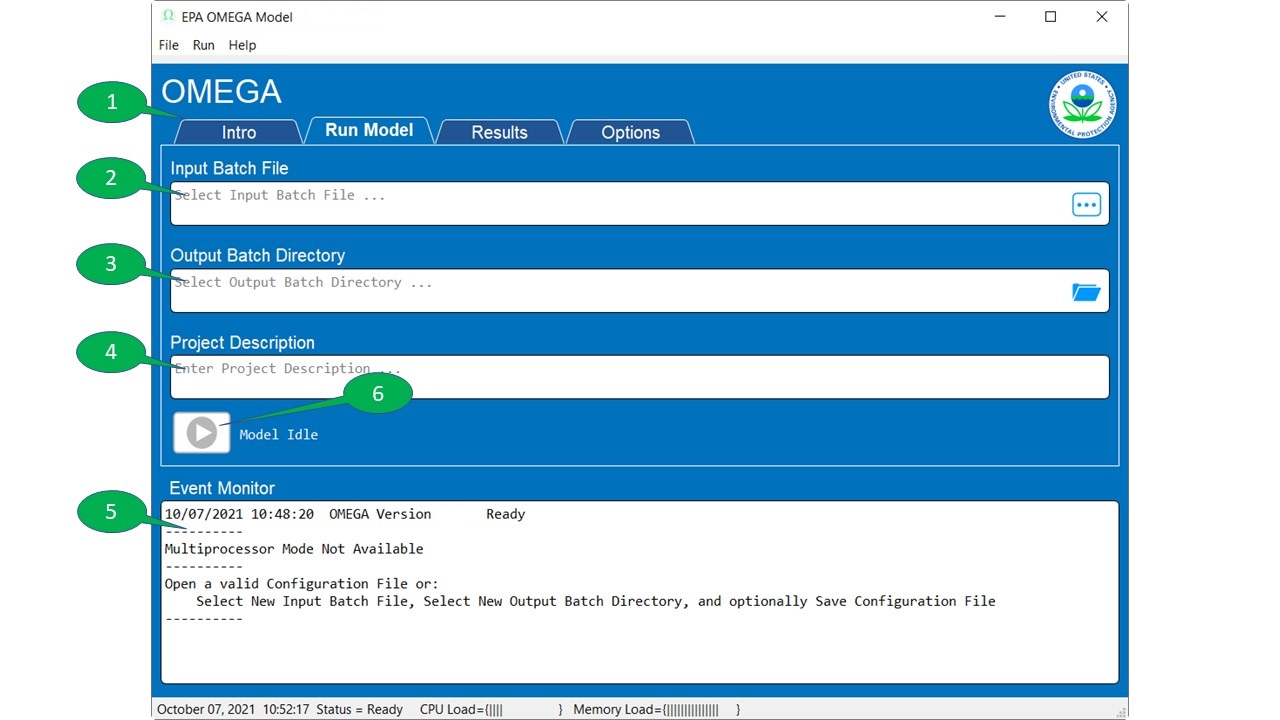 EPA OMEGA Model
File Run Help
OMEGA
UNITED STATES
ENVIRONMENTAL PROTECTION AGENCY
1
Intro Run Model Results Options
Input Batch File
2
Select Input Batch File ...
Output Batch Directory
3
Select Output Batch Directory ...
Project Description
4
Enter Project Description ...
6
Model Idle
Event Monitor
5
10/07/2021 10:48:20 OMEGA Version Ready
----------
Multiprocessor Mode Not Available
----------
Open a valid Configuration File or:
Select New Input Batch File, Select New Output Batch Directory, and optionally Save Configuration File
----------
October 07, 2021 10:52:17 Status = Ready CPU Load={|||| } Memory Load={||||||||||||||| }